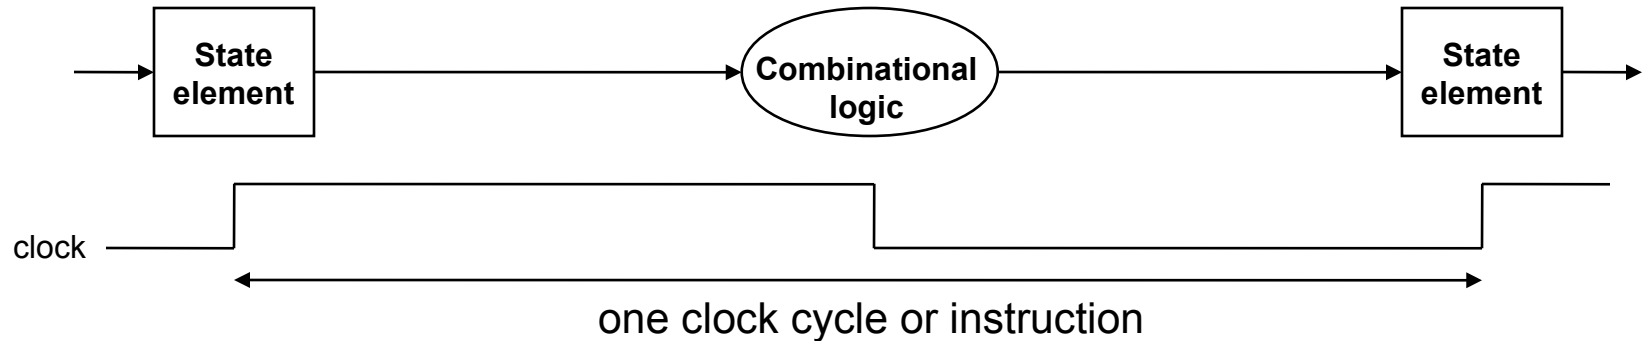 State
element
Combinational
logic
State
element
clock
one clock cycle or instruction